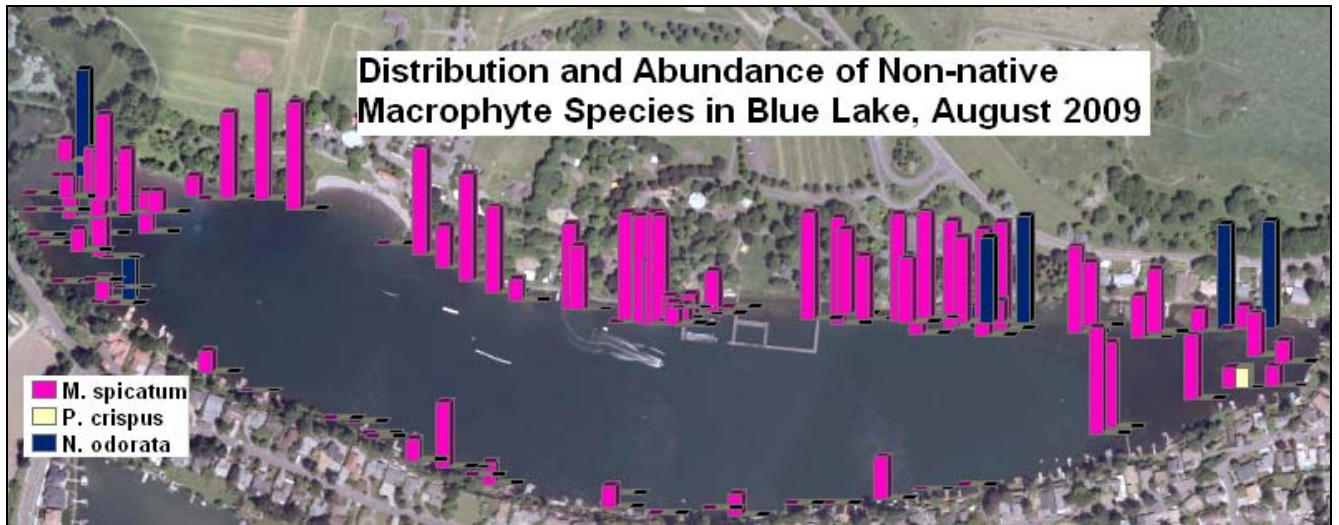 Distribution and Abundance of Non-native
Macrophyte Species in Blue Lake, August 2009
M. spicatum
P. crispus
N. odorata